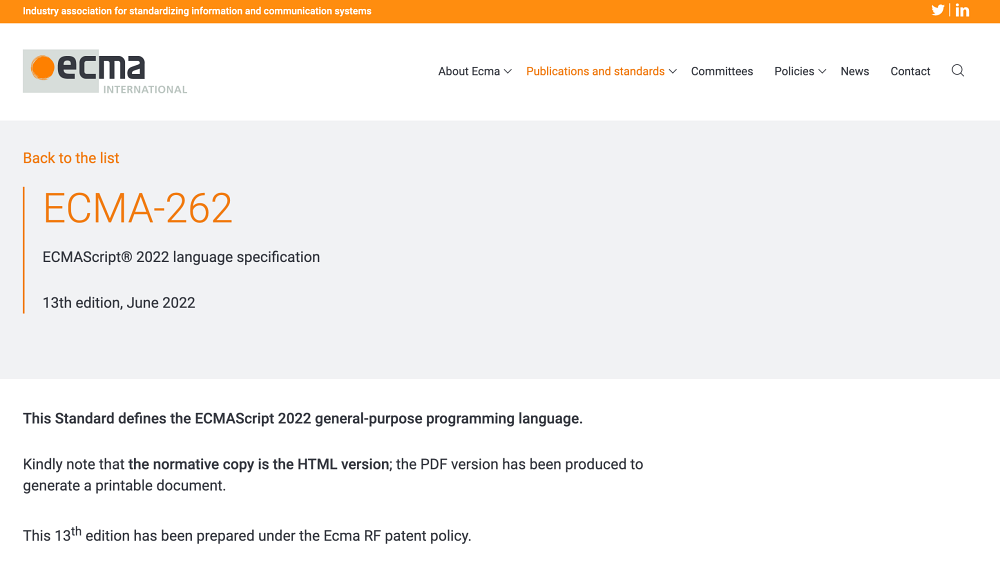 Industry association for standardizing information and communication systems
ecma
INTERNATIONAL
About Ecma Publications and standards Committees Policies News Contact
Back to the list
ECMA-262
ECMAScript® 2022 language specification
13th edition, June 2022
This Standard defines the ECMAScript 2022 general-purpose programming language.
Kindly note that the normative copy is the HTML version; the PDF version has been produced to
generate a printable document.
This 13th edition has been prepared under the Ecma RF patent policy.